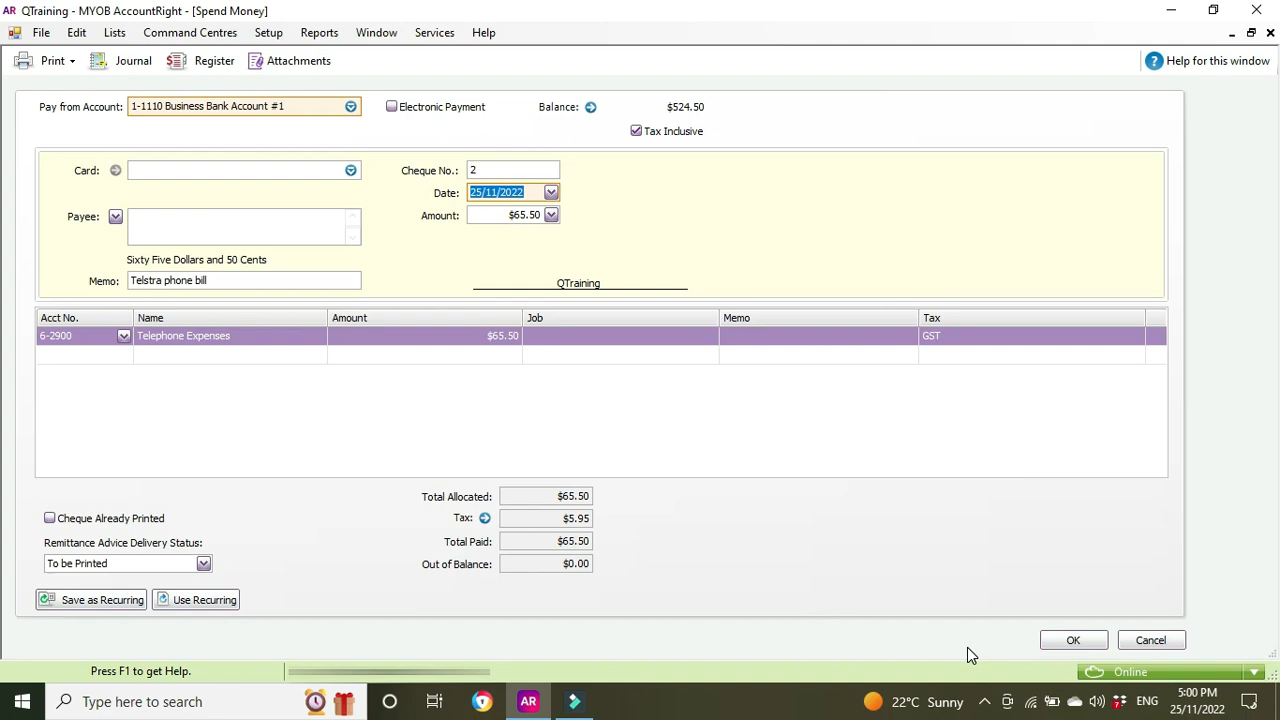 AR QTraining - MYOB AccountRight - [Spend Money]
File Edit Lists Command Centres Setup Reports Window Services Help
Print Journal Register Attachments ? Help for this window
Pay from Account: 1-1110 Business Bank Account #1 Electronic Payment Balance: $524.50
Tax Inclusive
Card: Cheque No.: 2
Date: 25/11/2022
Payee: Amount: $65.50
Sixty Five Dollars and 50 Cents
Memo: Telstra phone bill QTraining
Acct No. Name Amount Job Memo Tax
6-2900 Telephone Expenses $65.50 GST
Total Allocated: $65.50
Cheque Already Printed Tax: $5.95
Remittance Advice Delivery Status: Total Paid: $65.50
To be Printed Out of Balance: $0.00
Save as Recurring Use Recurring
OK Cancel
Press F1 to get Help. Online
Type here to search AR 22°C Sunny ENG 5:00 PM
25/11/2022